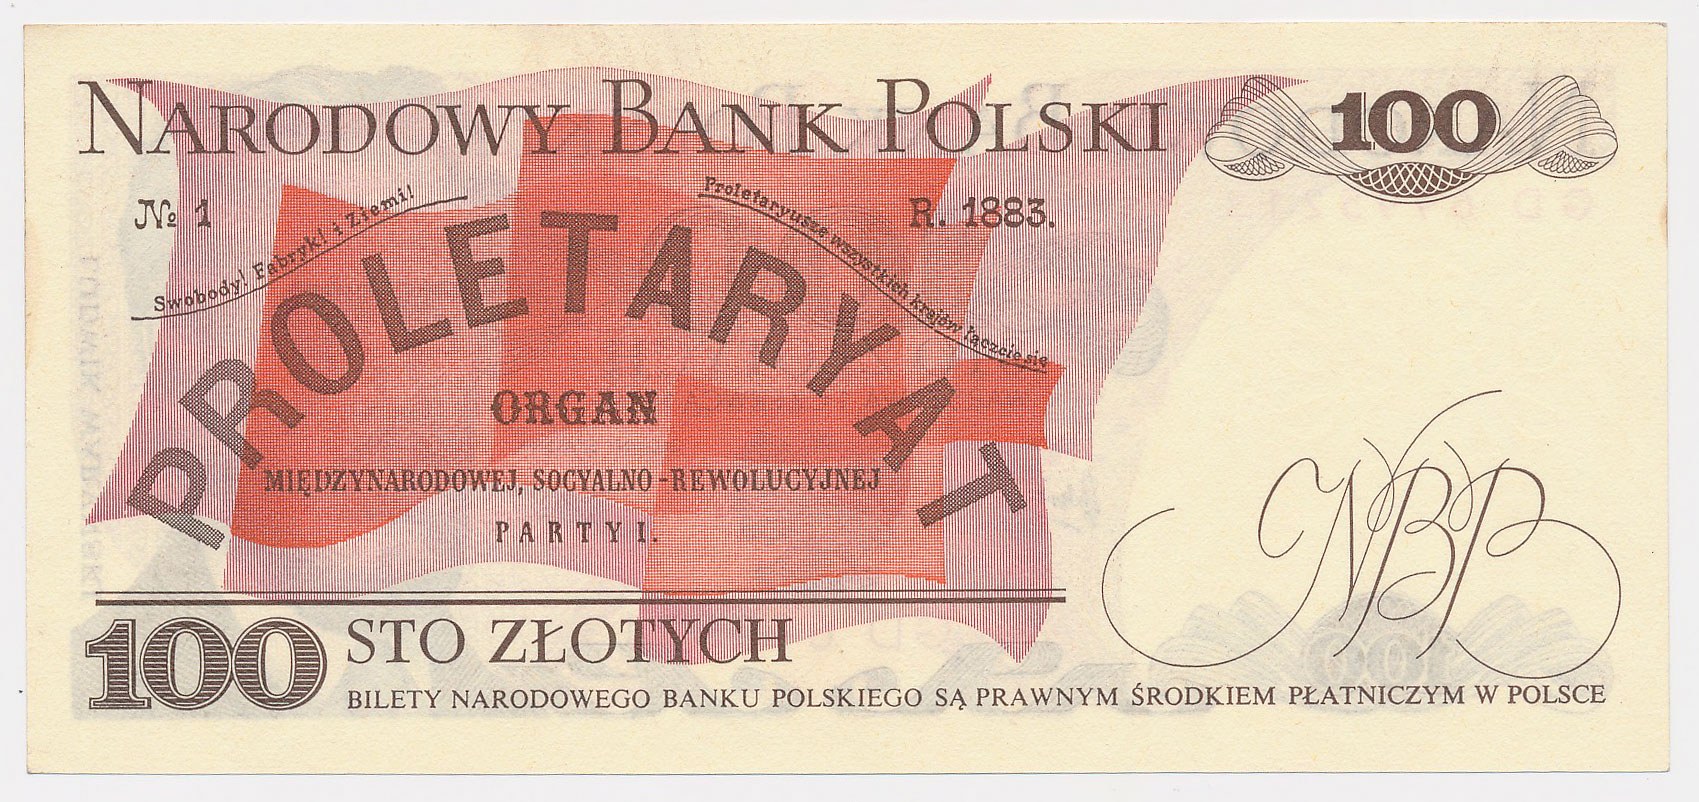 NARODOWY BANK POLSKI
100
№ 1
R. 1883.
Swobody! Fabryk! i Ziemi!
Proletaryusze wszystkich krajów łączcie się
PROLETARYAT
ORGAN
MIĘDZYNARODOWEJ, SOCYALNO-REWOLUCYJNEJ
PARTYI.
NBP
100
STO ZŁOTYCH
BILETY NARODOWEGO BANKU POLSKIEGO SĄ PRAWNYM ŚRODKIEM PŁATNICZYM W POLSCE